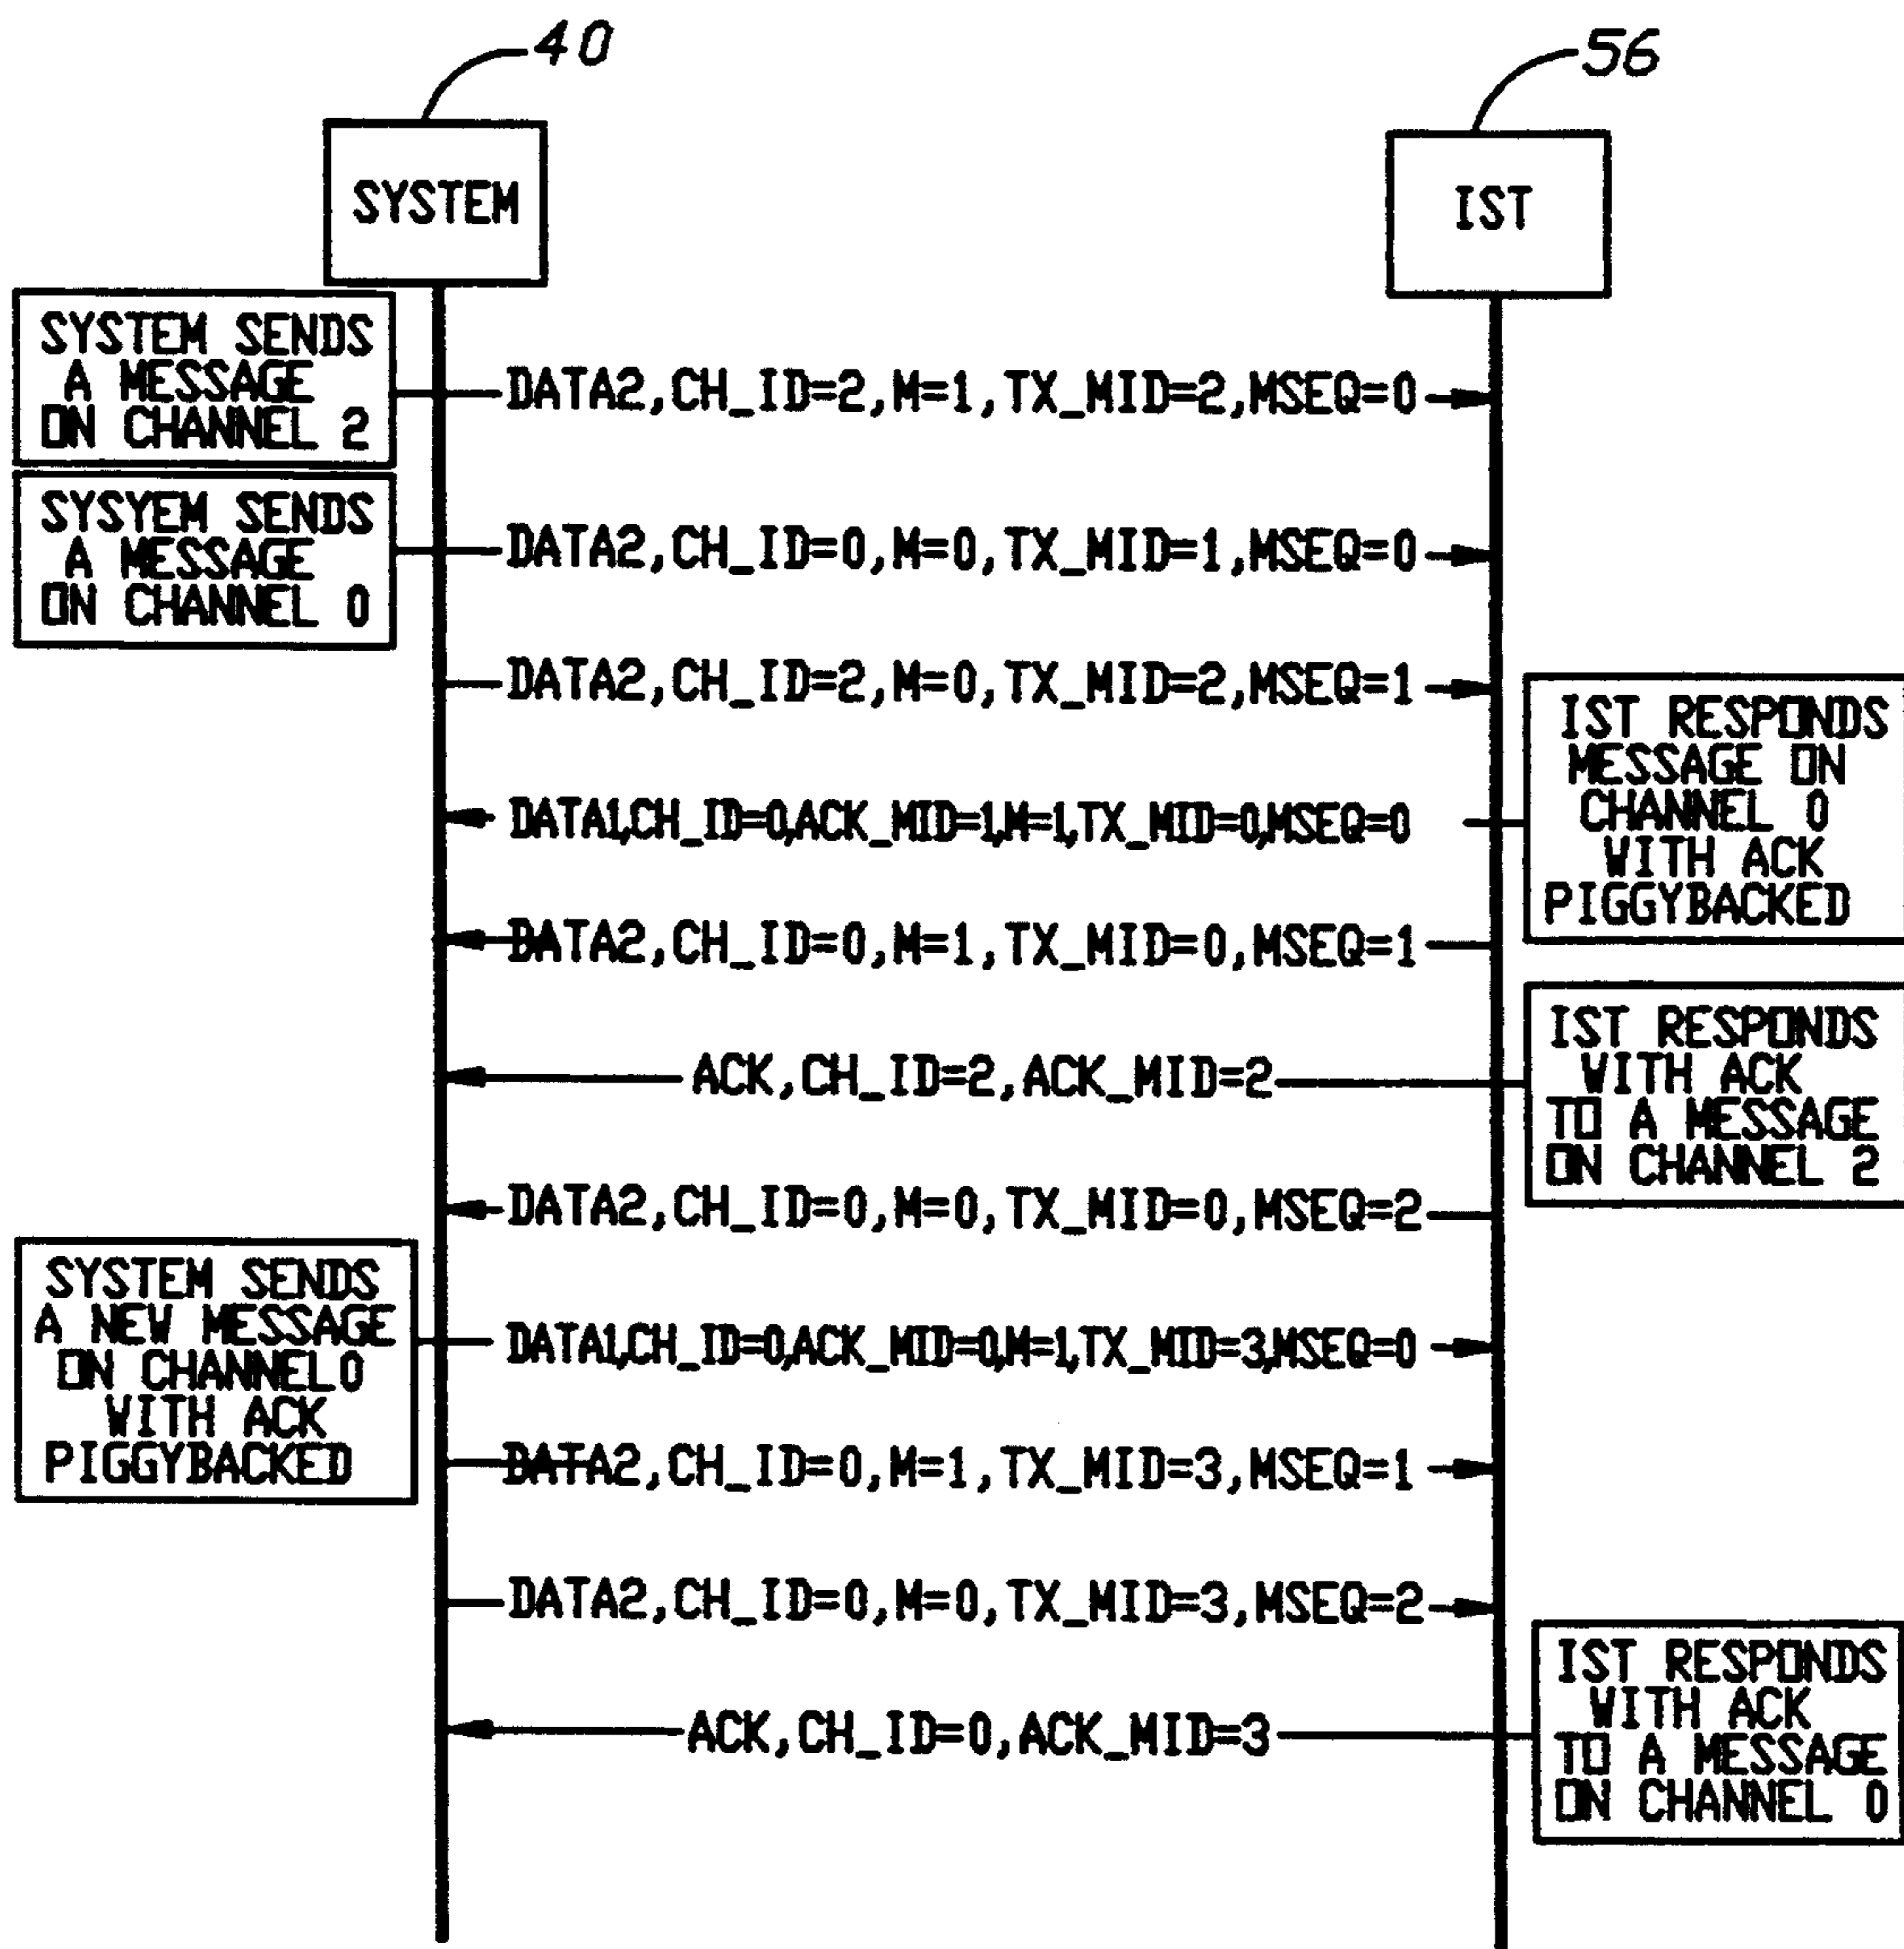 40
56
SYSTEM
IST
SYSTEM SENDS
A MESSAGE
ON CHANNEL 2
DATA2,CH_ID=2,M=1,TX_MID=2,MSEQ=0
SYSYEM SENDS
A MESSAGE
ON CHANNEL 0
DATA2,CH_ID=0,M=0,TX_MID=1,MSEQ=0
DATA2,CH_ID=2,M=0,TX_MID=2,MSEQ=1
IST RESPONDS
MESSAGE ON
CHANNEL 0
WITH ACK
PIGGYBACKED
DATA1,CH_ID=0,ACK_MID=1,M=1,TX_MID=0,MSEQ=0
DATA2,CH_ID=0,M=1,TX_MID=0,MSEQ=1
IST RESPONDS
WITH ACK
TO A MESSAGE
ON CHANNEL 2
ACK,CH_ID=2,ACK_MID=2
DATA2,CH_ID=0,M=0,TX_MID=0,MSEQ=2
SYSTEM SENDS
A NEW MESSAGE
ON CHANNEL 0
WITH ACK
PIGGYBACKED
DATA1,CH_ID=0,ACK_MID=0,M=1,TX_MID=3,MSEQ=0
DATA2,CH_ID=0,M=1,TX_MID=3,MSEQ=1
DATA2,CH_ID=0,M=0,TX_MID=3,MSEQ=2
IST RESPONDS
WITH ACK
TO A MESSAGE
ON CHANNEL 0
ACK,CH_ID=0,ACK_MID=3